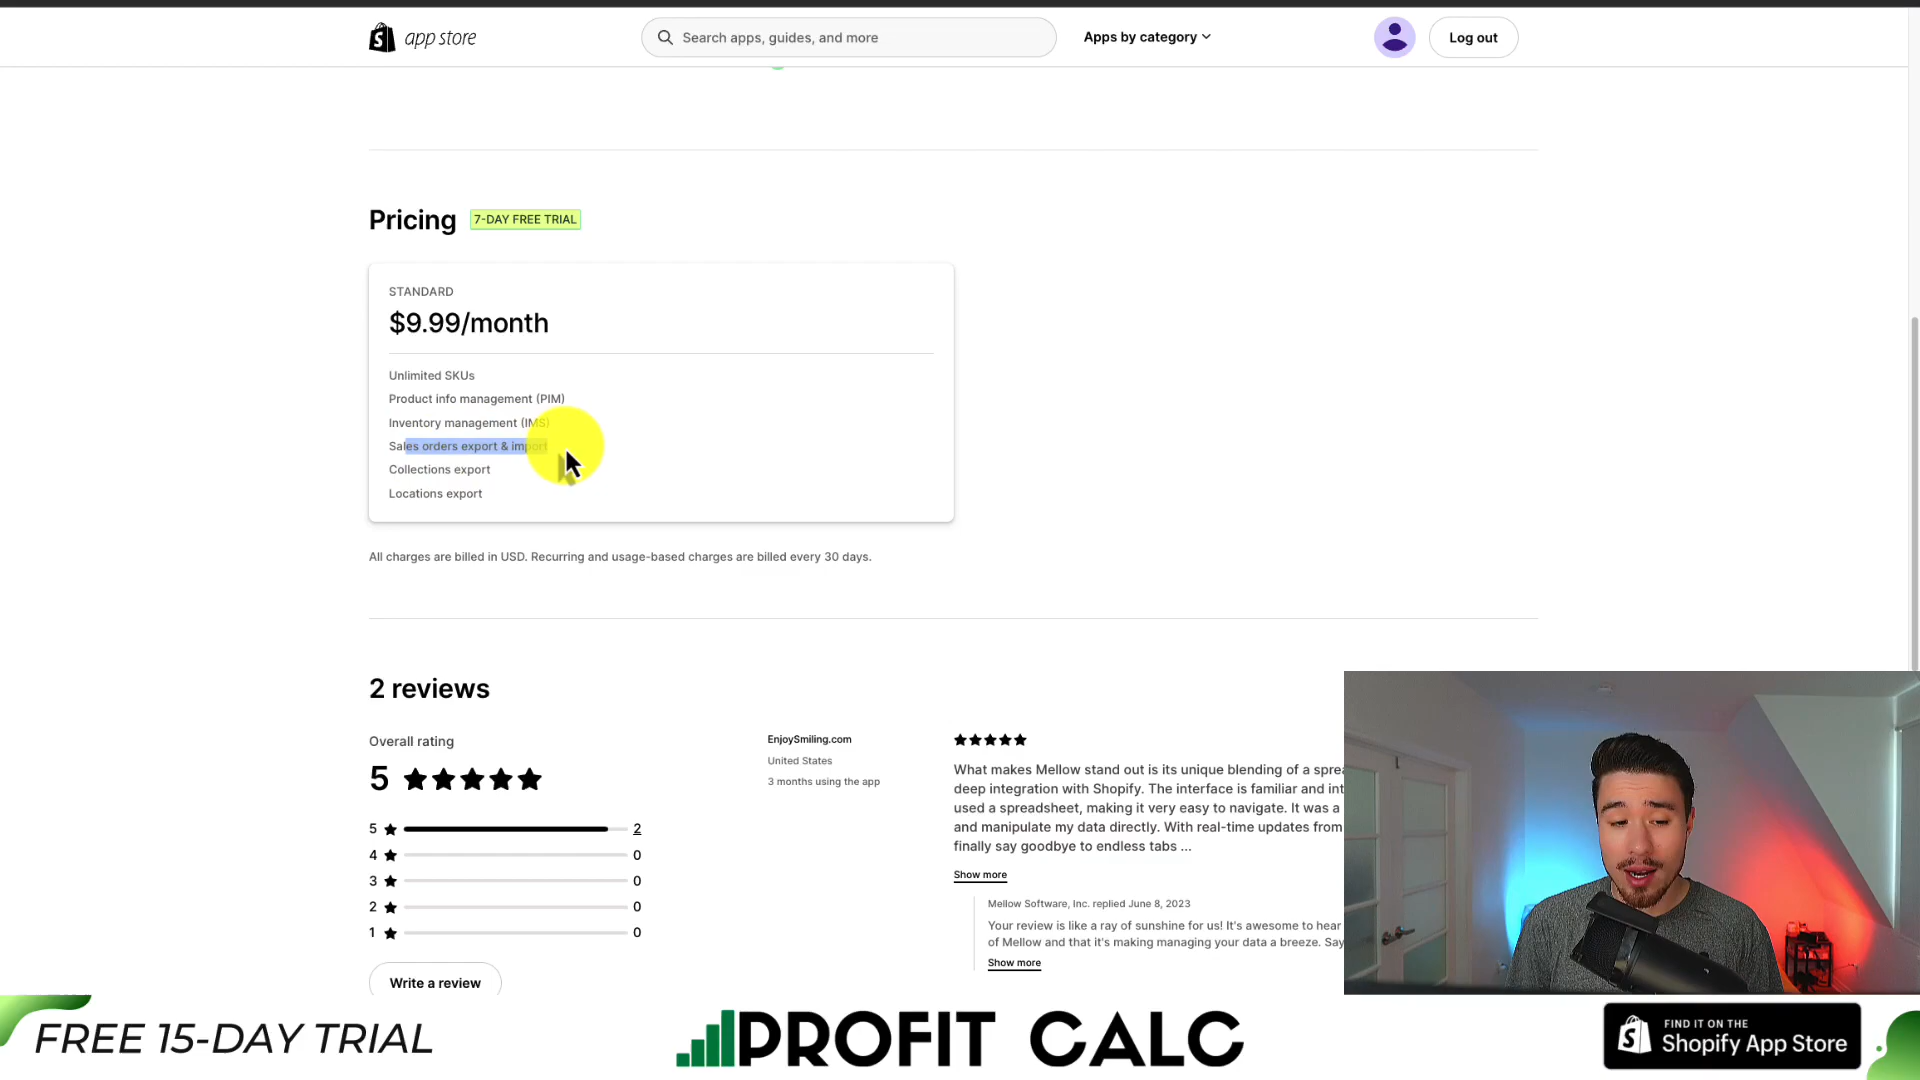 app store
Search apps, guides, and more
Apps by category
Log out
Pricing
7-DAY FREE TRIAL
STANDARD
$9.99/month
Unlimited SKUs
Product info management (PIM)
Inventory management (IMS)
Sales orders export & import
Collections export
Locations export
All charges are billed in USD. Recurring and usage-based charges are billed every 30 days.
2 reviews
Overall rating
5
5 2
4 0
3 0
2 0
1 0
Write a review
EnjoySmiling.com
United States
3 months using the app
What makes Mellow stand out is its unique blending of a
deep integration with Shopify. The interface is familiar and
used a spreadsheet, making it very easy to navigate. It was a
and manipulate my data directly. With real-time updates from
finally say goodbye to endless tabs ...
Show more
Mellow Software, Inc. replied June 8, 2023
Your review is like a ray of sunshine for us! It's awesome to hear
of Mellow and that it's making managing your data a breeze.
Show more
FREE 15-DAY TRIAL
PROFIT CALC
FIND IT ON THE
Shopify App Store